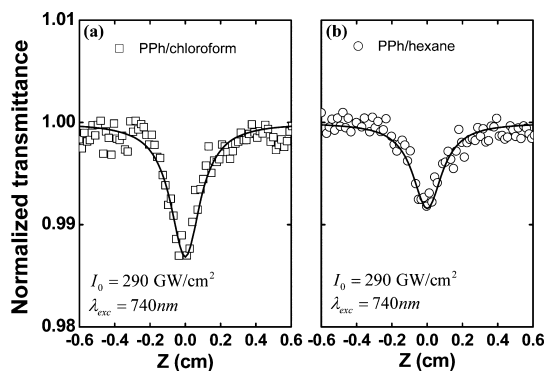 Normalized transmittance
1.01
1.00
0.99
0.98
(a)
PPh/chloroform
I₀ = 290 GW/cm²
λexc = 740nm
-0.6 -0.4 -0.2 0.0 0.2 0.4 0.6
Z (cm)
(b)
PPh/hexane
I₀ = 290 GW/cm²
λexc = 740nm
-0.6 -0.4 -0.2 0.0 0.2 0.4 0.6
Z (cm)